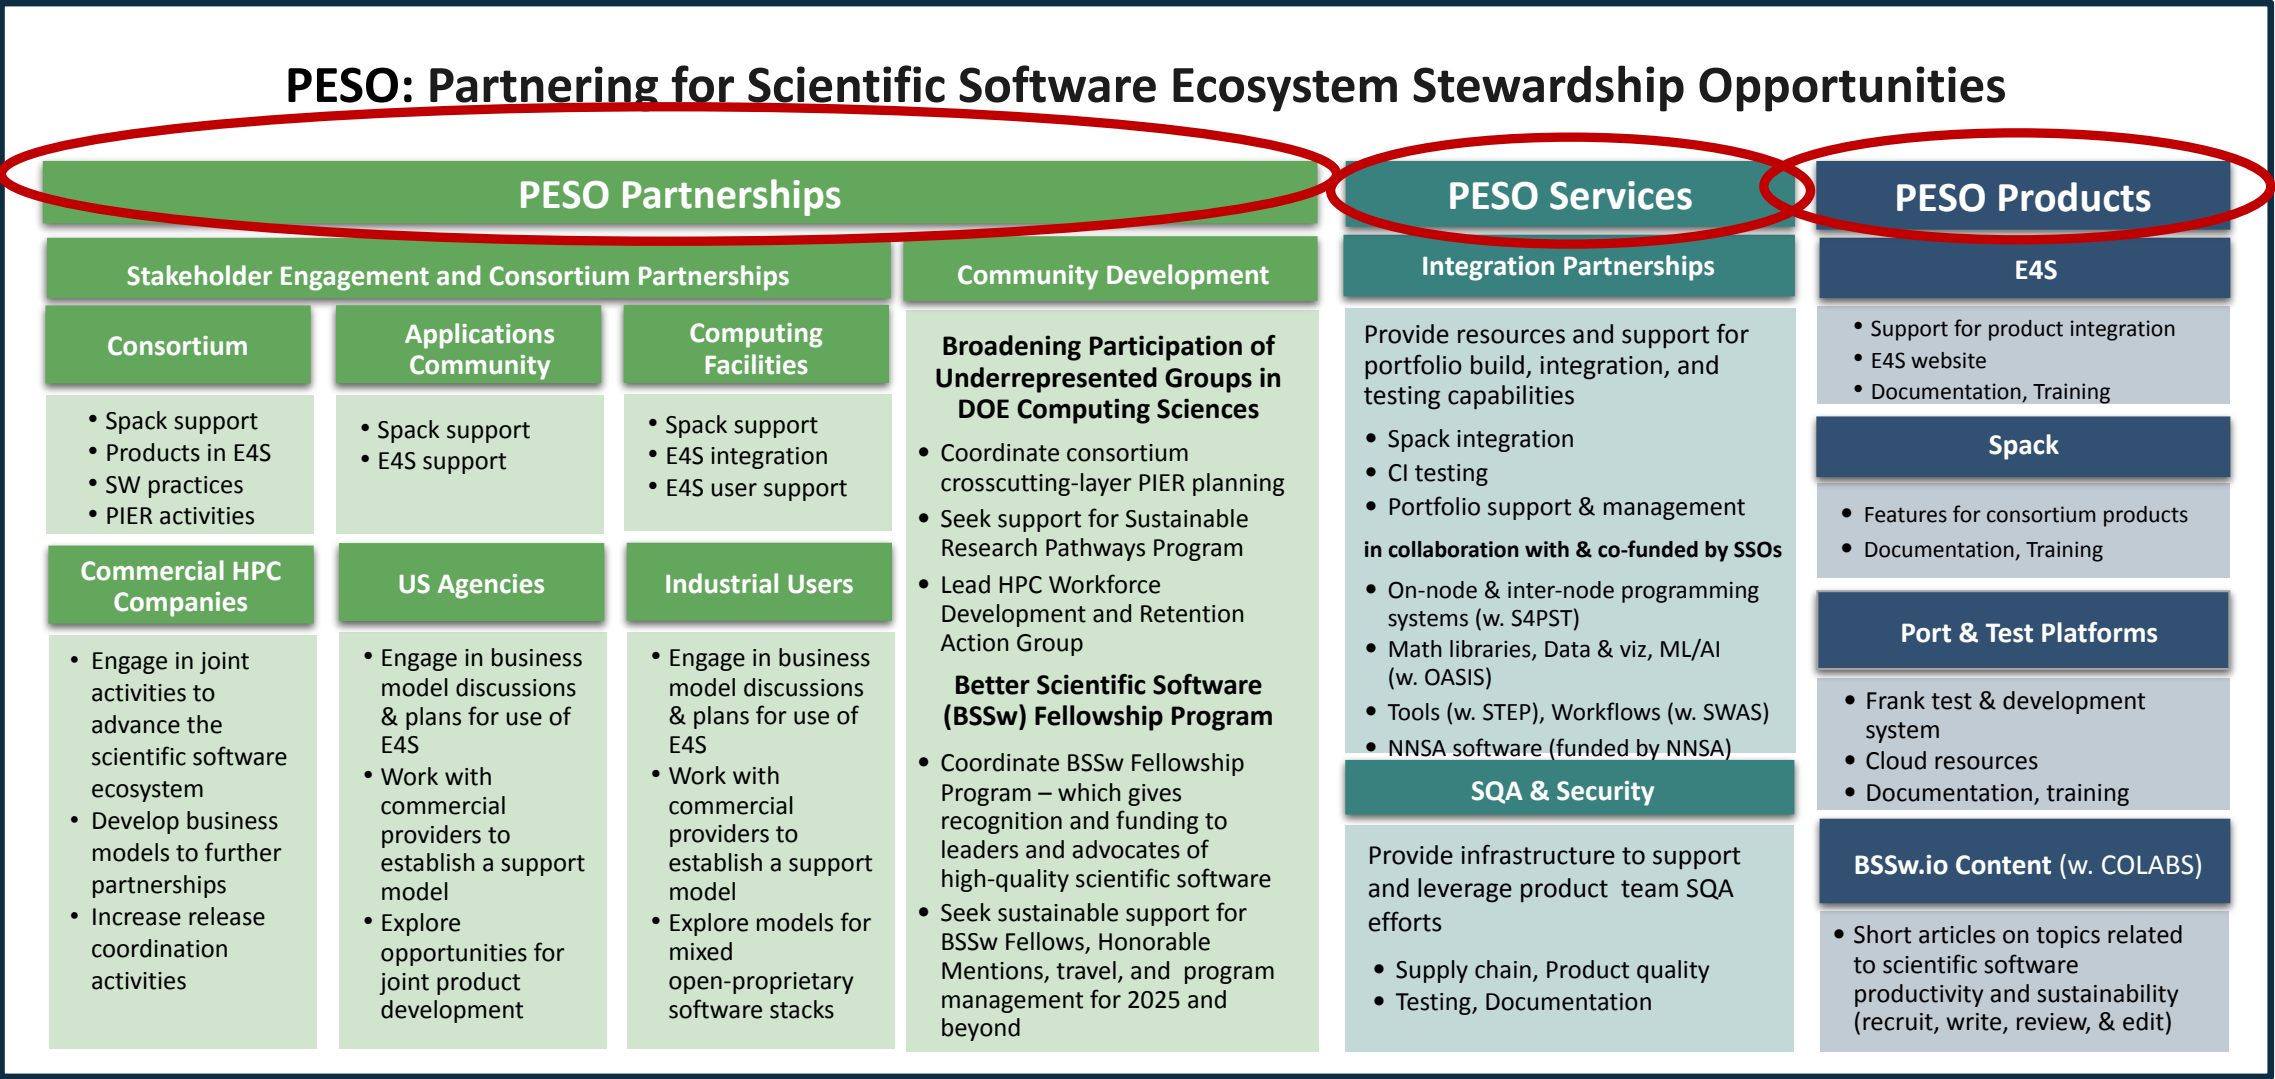 PESO: Partnering for Scientific Software Ecosystem Stewardship Opportunities
PESO Partnerships
Stakeholder Engagement and Consortium Partnerships
Consortium
• Spack support
• Products in E4S
• SW practices
• PIER activities
Applications
Community
• Spack support
• E4S support
Computing
Facilities
• Spack support
• E4S integration
• E4S user support
Commercial HPC
Companies
• Engage in joint
activities to
advance the
scientific software
ecosystem
• Develop business
models to further
partnerships
• Increase release
coordination
activities
US Agencies
• Engage in business
model discussions
& plans for use of
E4S
• Work with
commercial
providers to
establish a support
model
• Explore
opportunities for
joint product
development
Industrial Users
• Engage in business
model discussions
& plans for use of
E4S
• Work with
commercial
providers to
establish a support
model
• Explore models for
mixed
open-proprietary
software stacks
Community Development
Broadening Participation of
Underrepresented Groups in
DOE Computing Sciences
• Coordinate consortium
crosscutting-layer PIER planning
• Seek support for Sustainable
Research Pathways Program
• Lead HPC Workforce
Development and Retention
Action Group
Better Scientific Software
(BSSw) Fellowship Program
• Coordinate BSSw Fellowship
Program – which gives
recognition and funding to
leaders and advocates of
high-quality scientific software
• Seek sustainable support for
BSSw Fellows, Honorable
Mentions, travel, and program
management for 2025 and
beyond
PESO Services
Integration Partnerships
Provide resources and support for
portfolio build, integration, and
testing capabilities
• Spack integration
• CI testing
• Portfolio support & management
in collaboration with & co-funded by SSOs
• On-node & inter-node programming
systems (w. S4PST)
• Math libraries, Data & viz, ML/AI
(w. OASIS)
• Tools (w. STEP), Workflows (w. SWAS)
• NNSA software (funded by NNSA)
SQA & Security
Provide infrastructure to support
and leverage product team SQA
efforts
• Supply chain, Product quality
• Testing, Documentation
PESO Products
E4S
• Support for product integration
• E4S website
• Documentation, Training
Spack
• Features for consortium products
• Documentation, Training
Port & Test Platforms
• Frank test & development
system
• Cloud resources
• Documentation, training
BSSw.io Content (w. COLABS)
• Short articles on topics related
to scientific software
productivity and sustainability
(recruit, write, review, & edit)